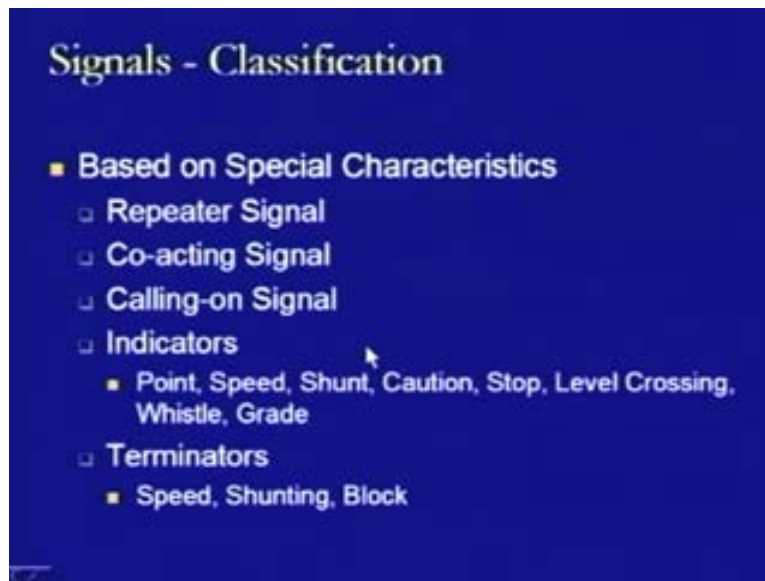 Signals - Classification
Based on Special Characteristics
Repeater Signal
Co-acting Signal
Calling-on Signal
Indicators
Point, Speed, Shunt, Caution, Stop, Level Crossing,
Whistle, Grade
Terminators
Speed, Shunting, Block